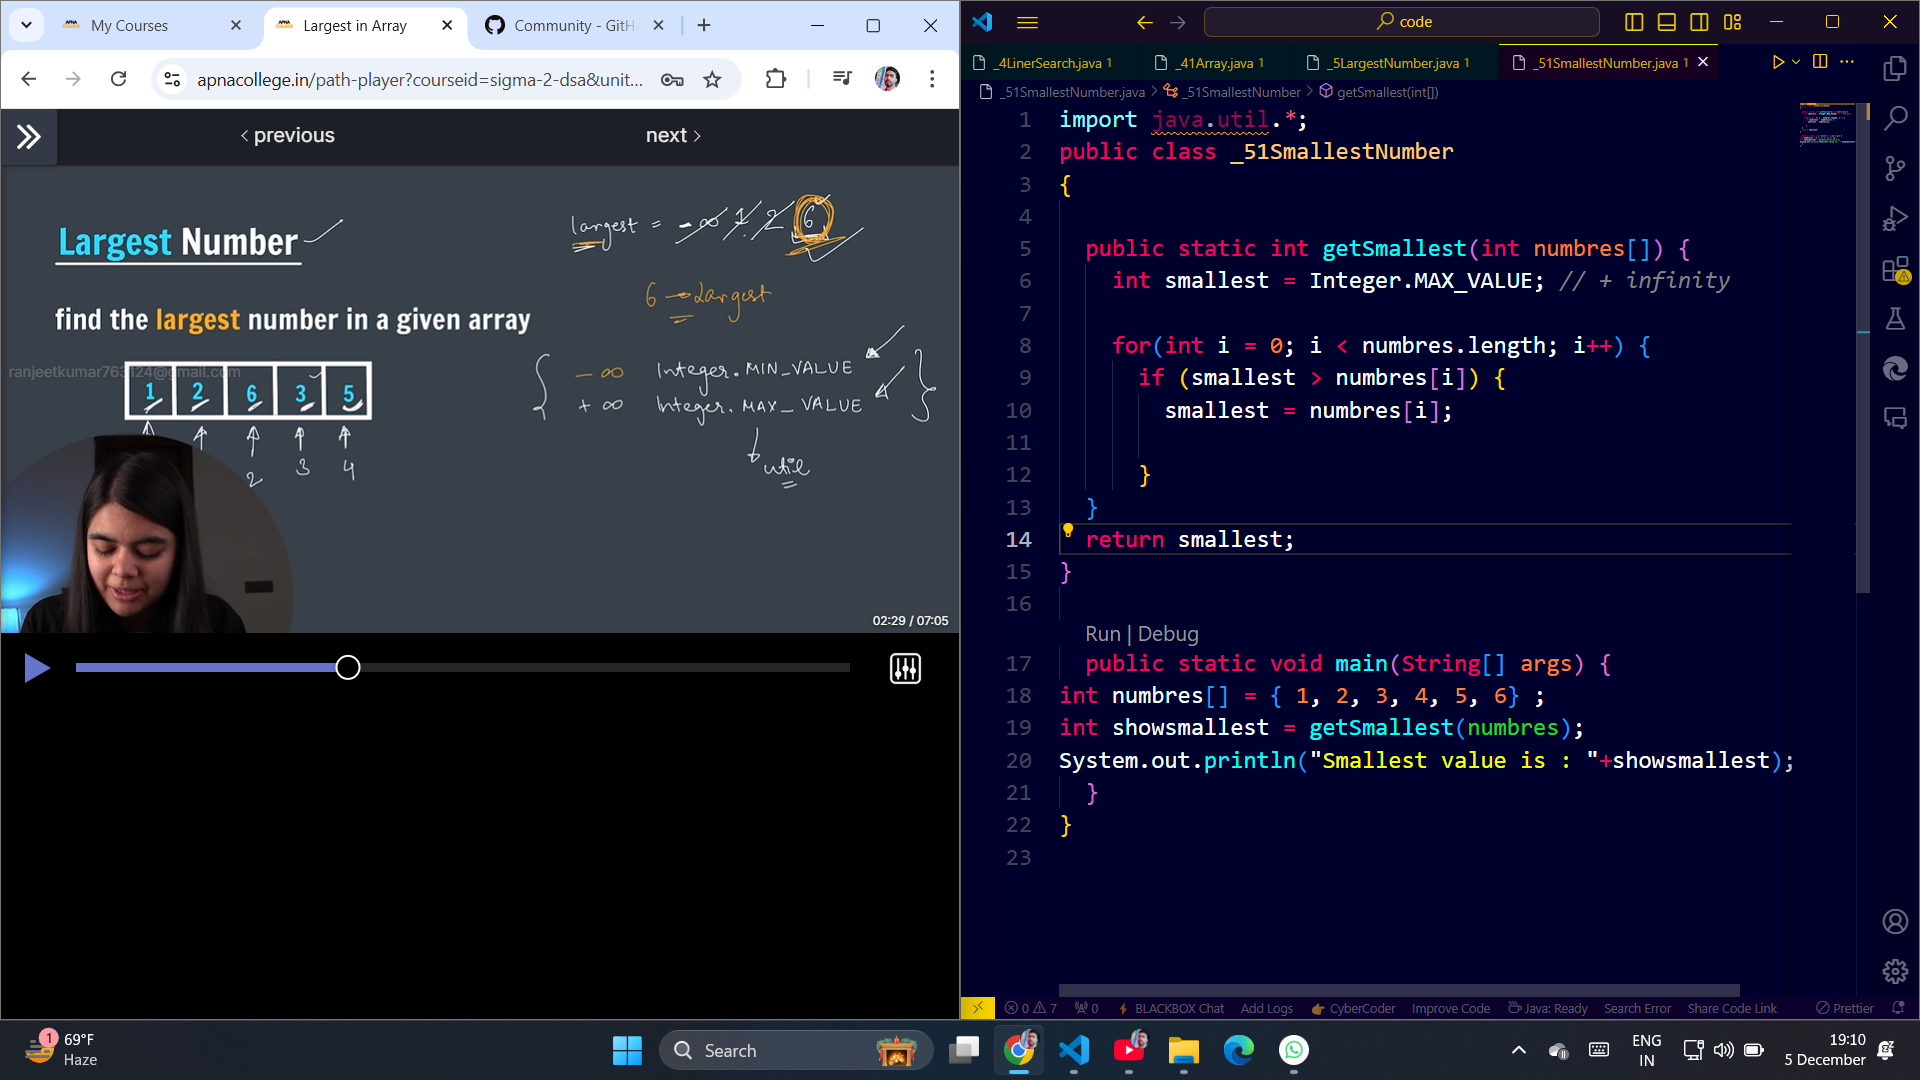 My Courses
Largest in Array
Community - GitH
apnacollege.in/path-player?courseid=sigma-2-dsa&unit...
previous
next
Largest Number
largest = -∞ 1 2 6
6 → Largest
find the largest number in a given array
ranjeetkumar763124@gmail.com
1 2 6 3 5
2 3 4
- ∞ Integer.MIN_VALUE
+ ∞ Integer.MAX_VALUE
util
02:29 / 07:05
code
_4LinerSearch.java 1
_41Array.java 1
_5LargestNumber.java 1
_51SmallestNumber.java 1
_51SmallestNumber.java > _51SmallestNumber > getSmallest(int[])
1 import java.util.*;
2 public class _51SmallestNumber
3 {
4
5 public static int getSmallest(int numbres[]) {
6 int smallest = Integer.MAX_VALUE; // + infinity
7
8 for(int i = 0; i < numbres.length; i++) {
9 if (smallest > numbres[i]) {
10 smallest = numbres[i];
11
12 }
13 }
14 return smallest;
15 }
16
Run | Debug
17 public static void main(String[] args) {
18 int numbres[] = { 1, 2, 3, 4, 5, 6} ;
19 int showsmallest = getSmallest(numbres);
20 System.out.println("Smallest value is : "+showsmallest);
21 }
22 }
23
0 7 0 BLACKBOX Chat Add Logs CyberCoder Improve Code Java: Ready Search Error Share Code Link Prettier
1
69°F
Haze
Search
ENG
IN
19:10
5 December